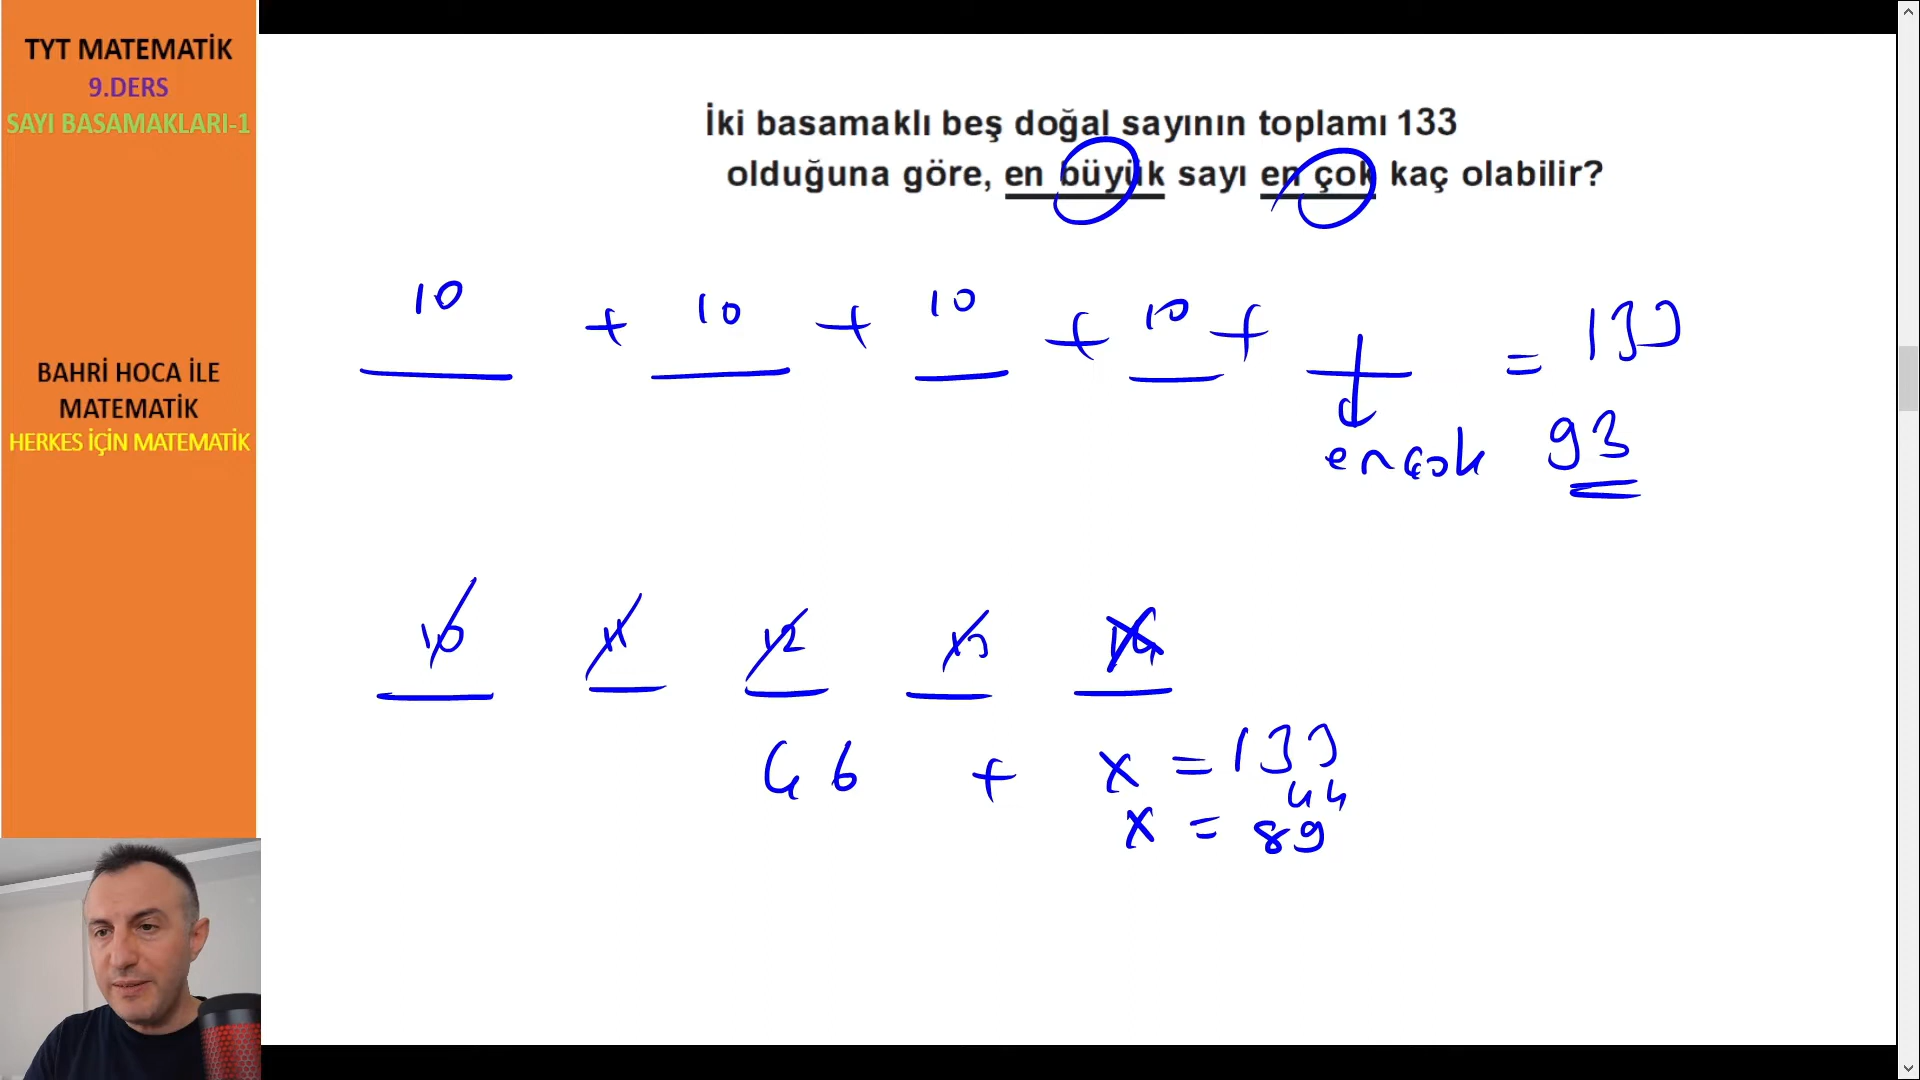 TYT MATEMATİK
9.DERS
SAYI BASAMAKLARI-1
BAHRİ HOCA İLE
MATEMATİK
HERKES İÇİN MATEMATİK
İki basamaklı beş doğal sayının toplamı 133
olduğuna göre, en büyük sayı en çok kaç olabilir?
10 + 10 + 10 + 10 + = 133
en çok 93
10 11 12 13 14
46 + x = 133
44
x = 89